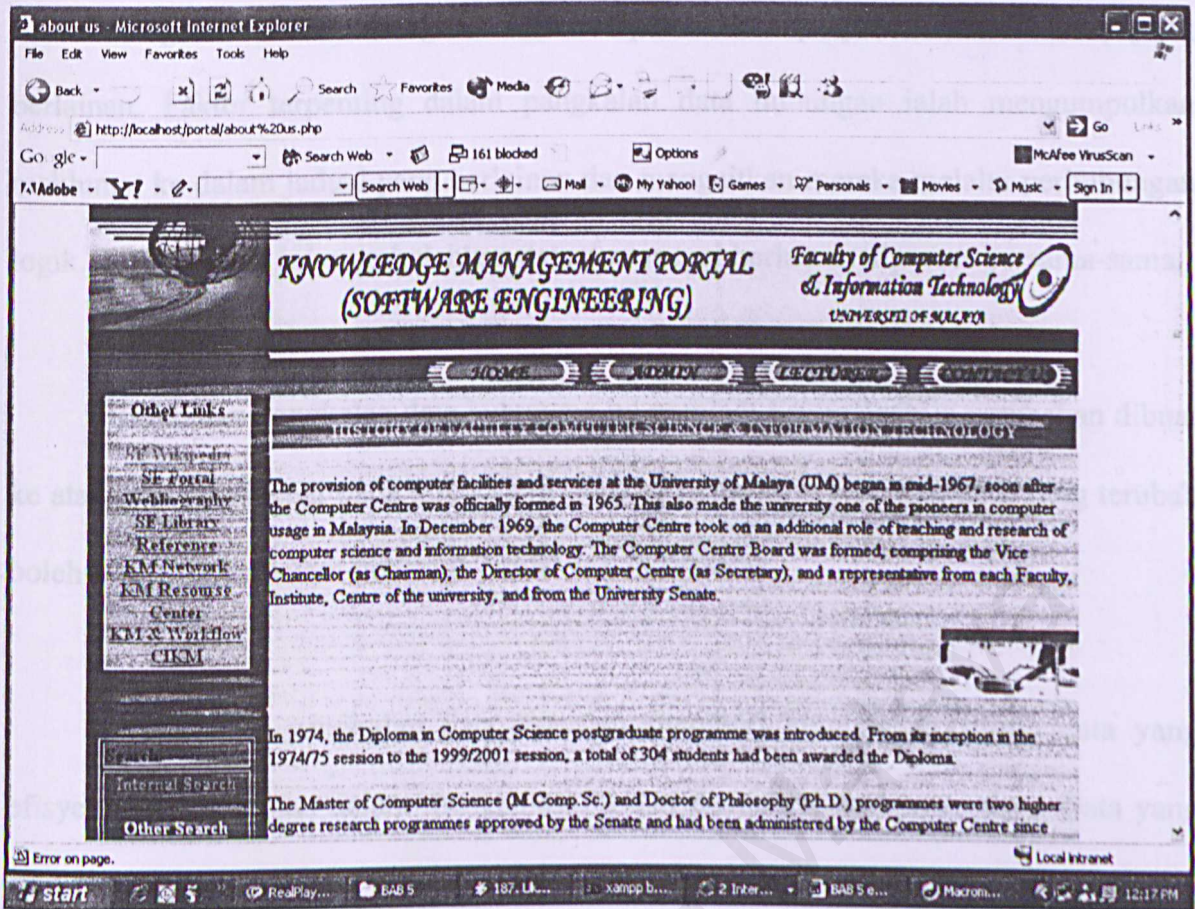 about us - Microsoft Internet Explorer
File Edit View Favorites Tools Help
Back Search Favorites Media
Address http://localhost/portal/about%20us.php Go Links
Search Web 161 blocked Options McAfee VirusScan
Adobe Y! Search Web Mail My Yahoo! Games Personals Movies Music Sign In
KNOWLEDGE MANAGEMENT PORTAL
(SOFTWARE ENGINEERING)
Faculty of Computer Science
& Information Technology
UNIVERSITI OF MALAYA
HOME ADMIN LECTURER CONTACT US
Other Links
SE Portal
SE Library
Reference
KM Network
KM Resourse
Center
KM & Workflow
CIKM
Search
Internal Search
Other Search
The provision of computer facilities and services at the University of Malaya (UM) began in mid-1967, soon after
the Computer Centre was officially formed in 1965. This also made the university one of the pioneers in computer
usage in Malaysia. In December 1969, the Computer Centre took on an additional role of teaching and research of
computer science and information technology. The Computer Centre Board was formed, comprising the Vice
Chancellor (as Chairman), the Director of Computer Centre (as Secretary), and a representative from each Faculty,
Institute, Centre of the university, and from the University Senate.
In 1974, the Diploma in Computer Science postgraduate programme was introduced. From its inception in the
1974/75 session to the 1999/2001 session, a total of 304 students had been awarded the Diploma.
The Master of Computer Science (M.Comp.Sc.) and Doctor of Philosophy (Ph.D.) programmes were two higher
degree research programmes approved by the Senate and had been administered by the Computer Centre since
Error on page. Local intranet
start RealPlay... BAB 5 xampp b... 2 Inter... BAB 5 e... Macrom... 12:17 PM